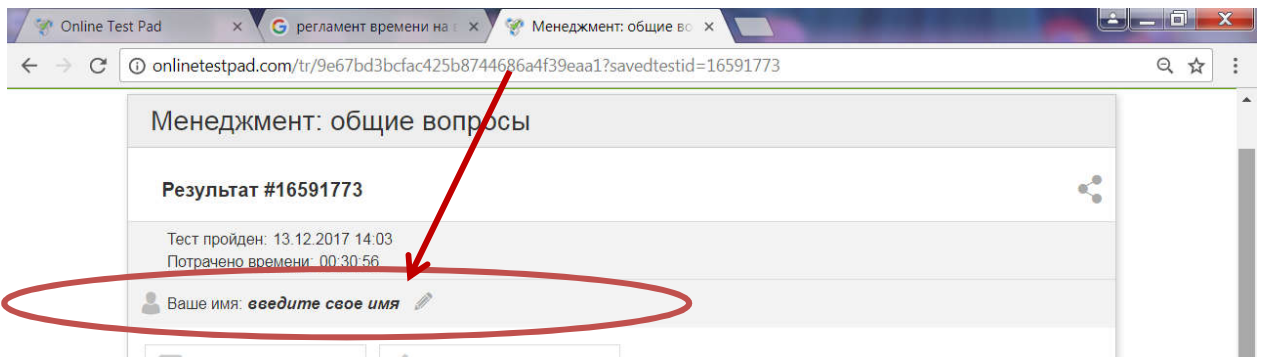 Online Test Pad
регламент времени на
Менеджмент: общие во
onlinetestpad.com/tr/9e67bd3bcfac425b8744686a4f39eaa1?savedtestid=16591773
Менеджмент: общие вопросы
Результат #16591773
Тест пройден: 13.12.2017 14:03
Потрачено времени: 00:30:56
Ваше имя: введите свое имя